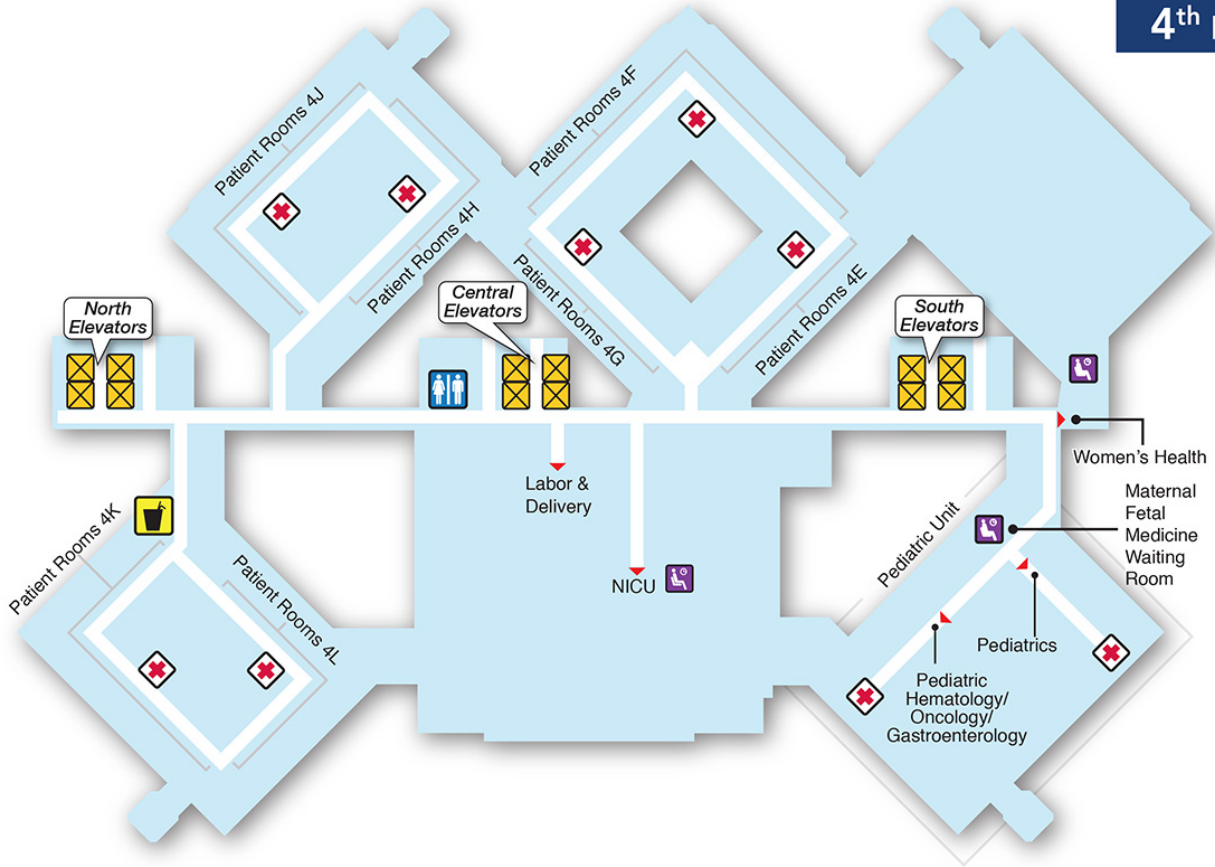 4th
Patient Rooms 4J
Patient Rooms 4F
Patient Rooms 4H
Patient Rooms 4G
Patient Rooms 4E
North
Elevators
Central
Elevators
South
Elevators
Women's Health
Labor &
Delivery
Maternal
Fetal
Medicine
Waiting
Room
Patient Rooms 4K
Patient Rooms 4L
Pediatric Unit
NICU
Pediatrics
Pediatric
Hematology/
Oncology/
Gastroenterology